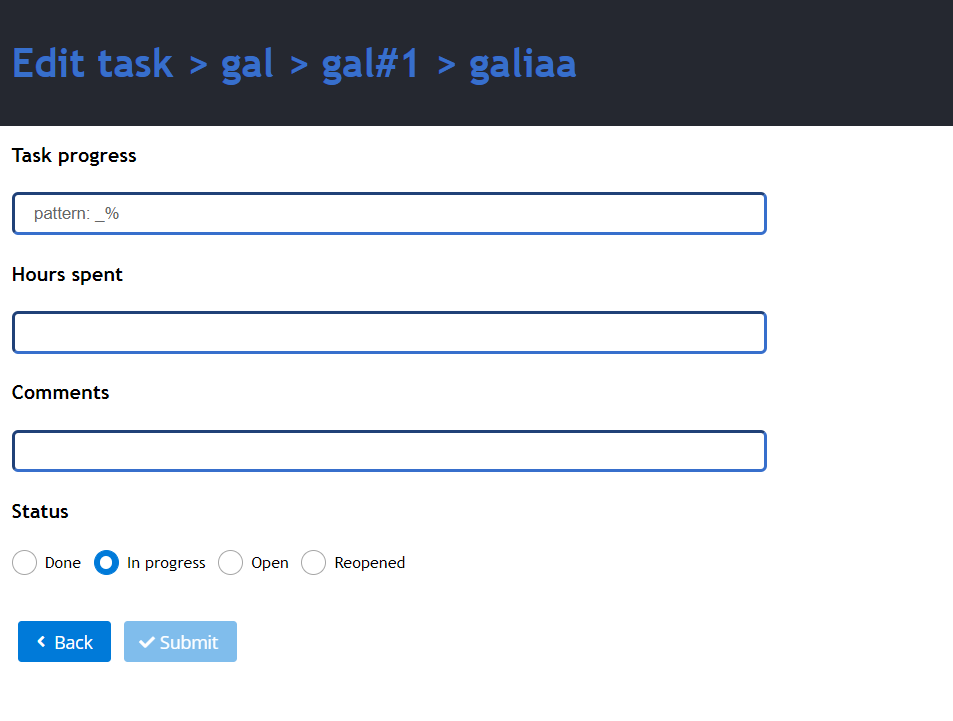 Edit task > gal > gal#1 > galiaa
Task progress
pattern: _%
Hours spent
Comments
Status
Done In progress Open Reopened
Back Submit